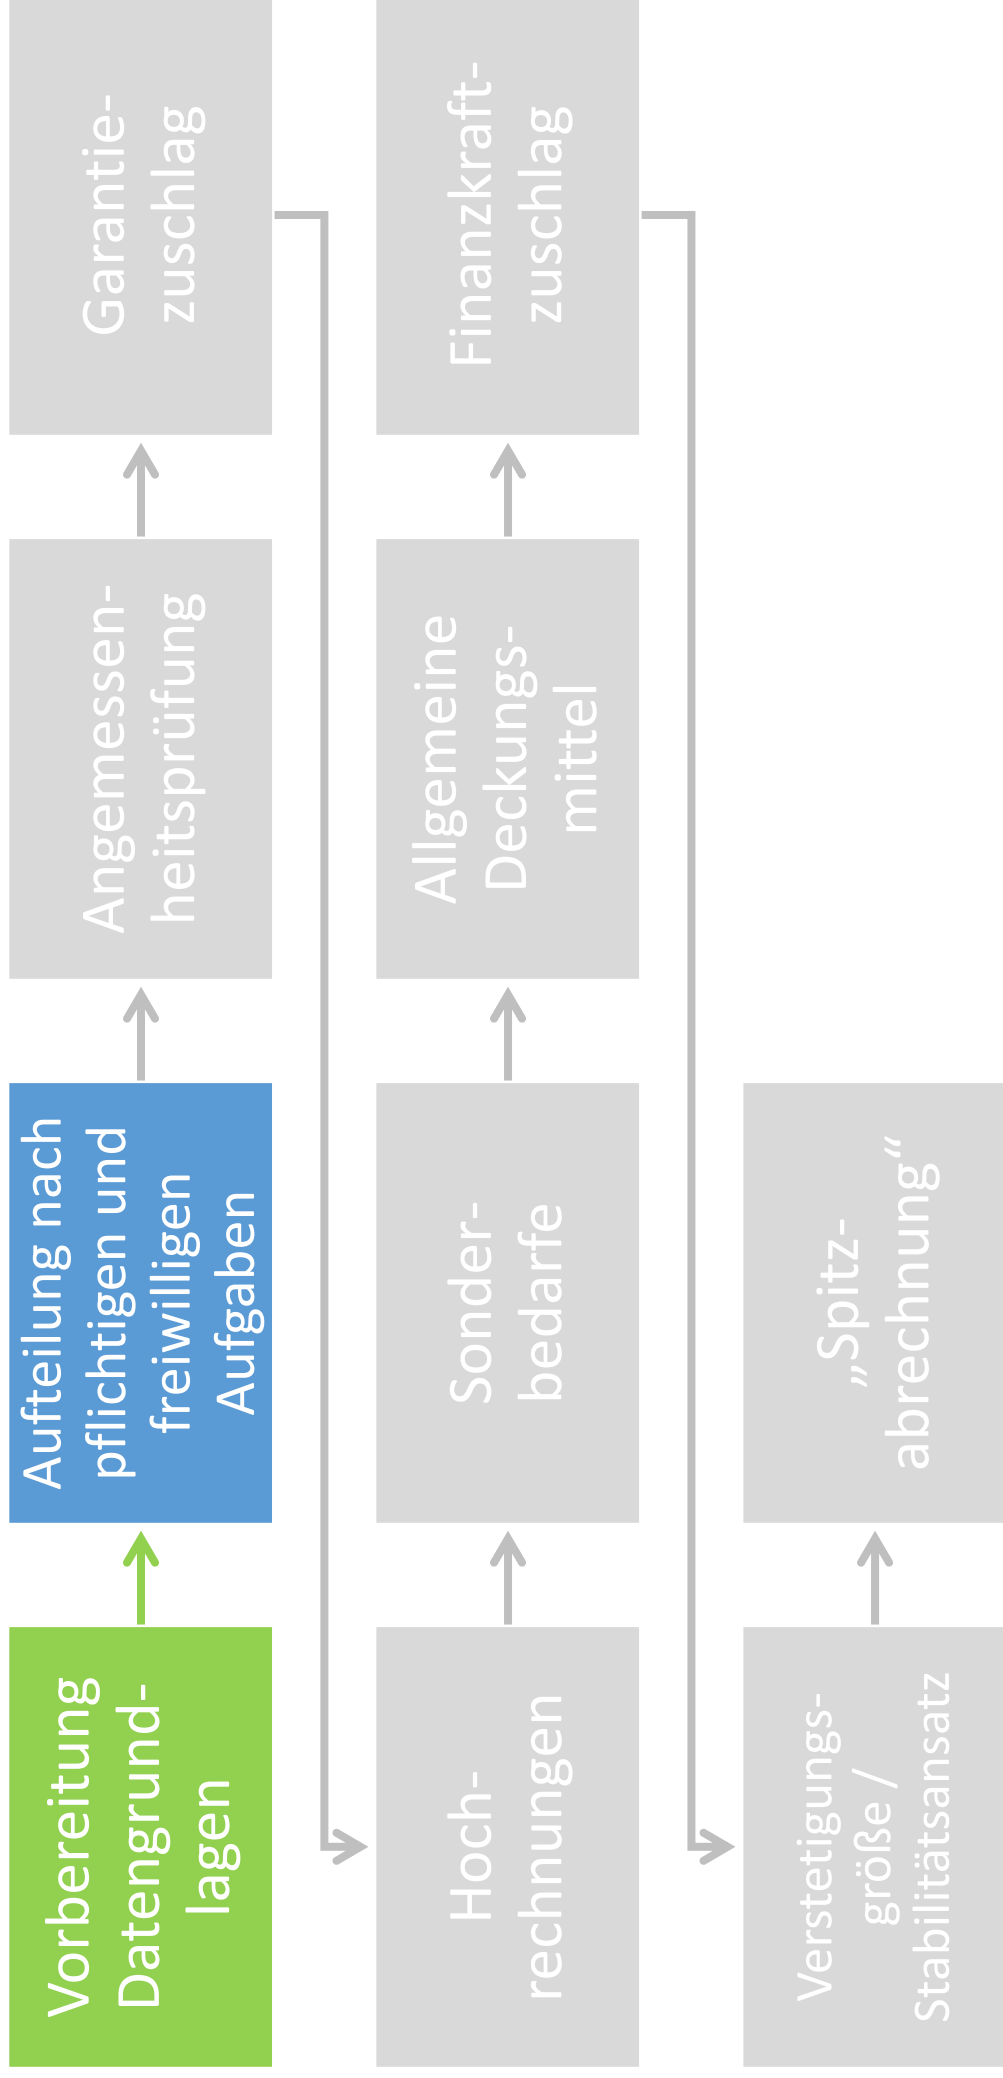 Vorbereitung
Datengrund-
lagen
Aufteilung nach
pflichtigen und
freiwilligen
Aufgaben
Angemessen-
heitsprüfung
Garantie-
zuschlag
Hoch-
rechnungen
Sonder-
bedarfe
Allgemeine
Deckungs-
mittel
Finanzkraft-
zuschlag
Verstetigungs-
größe /
Stabilitätsansatz
„Spitz-
abrechnung“